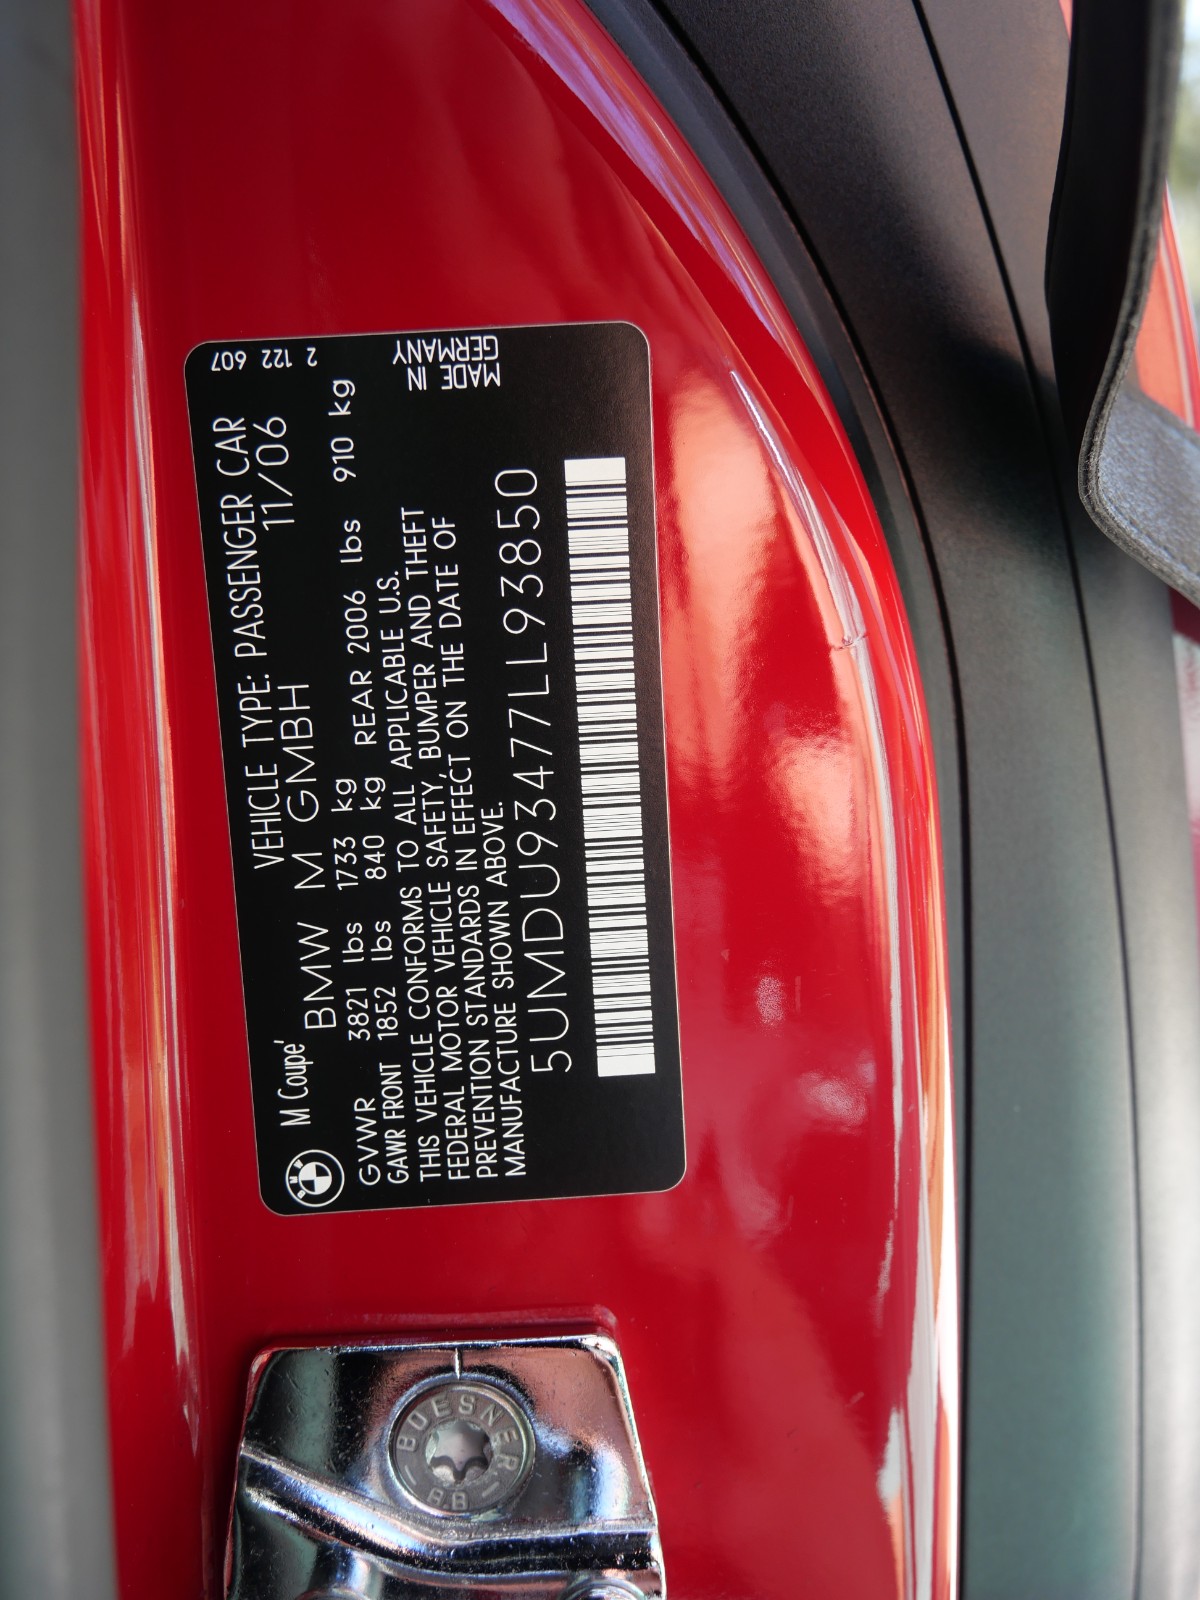 M Coupe'
VEHICLE TYPE: PASSENGER CAR
BMW M GMBH 11/06
GVWR 3821 lbs 1733 kg
GAWR FRONT 1852 lbs 840 kg REAR 2006 lbs 910 kg
THIS VEHICLE CONFORMS TO ALL APPLICABLE U.S.
FEDERAL MOTOR VEHICLE SAFETY, BUMPER AND THEFT
PREVENTION STANDARDS IN EFFECT ON THE DATE OF
MANUFACTURE SHOWN ABOVE.
5UMDU93477LL93850
2 122 607
MADE IN
GERMANY
BMW
BOESNER
88